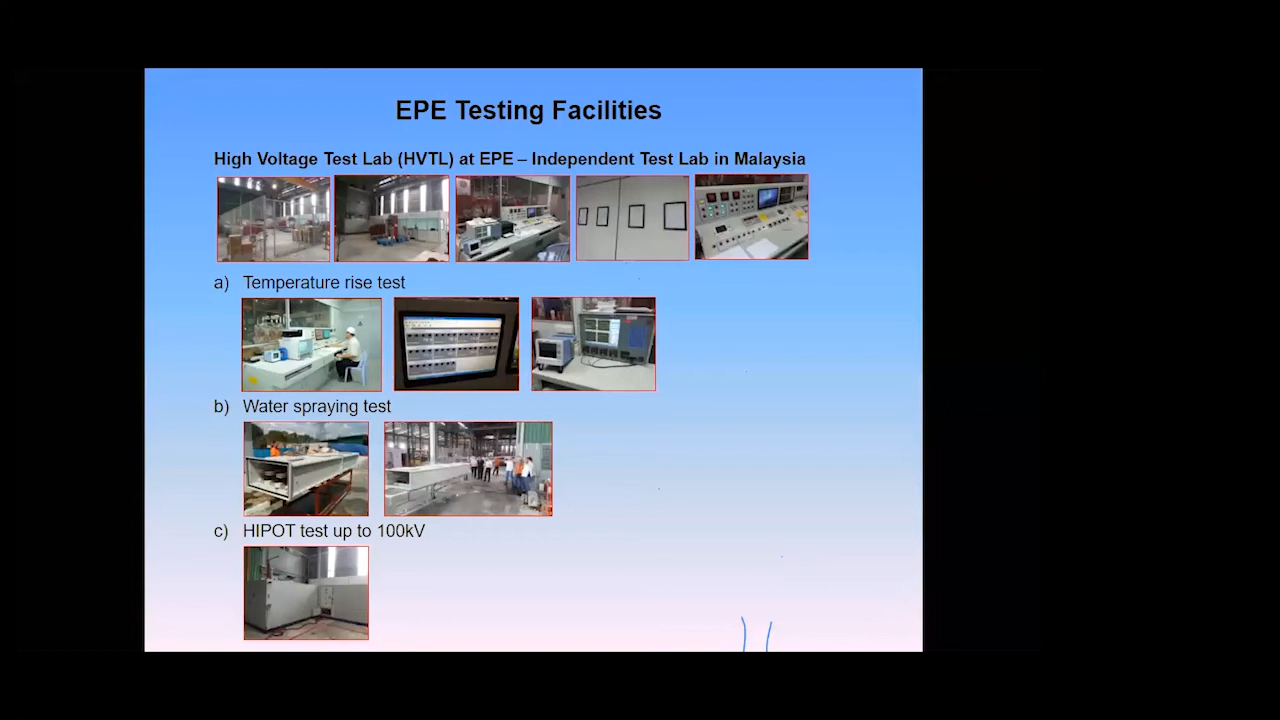 EPE Testing Facilities
High Voltage Test Lab (HVTL) at EPE – Independent Test Lab in Malaysia
a) Temperature rise test
b) Water spraying test
c) HIPOT test up to 100kV